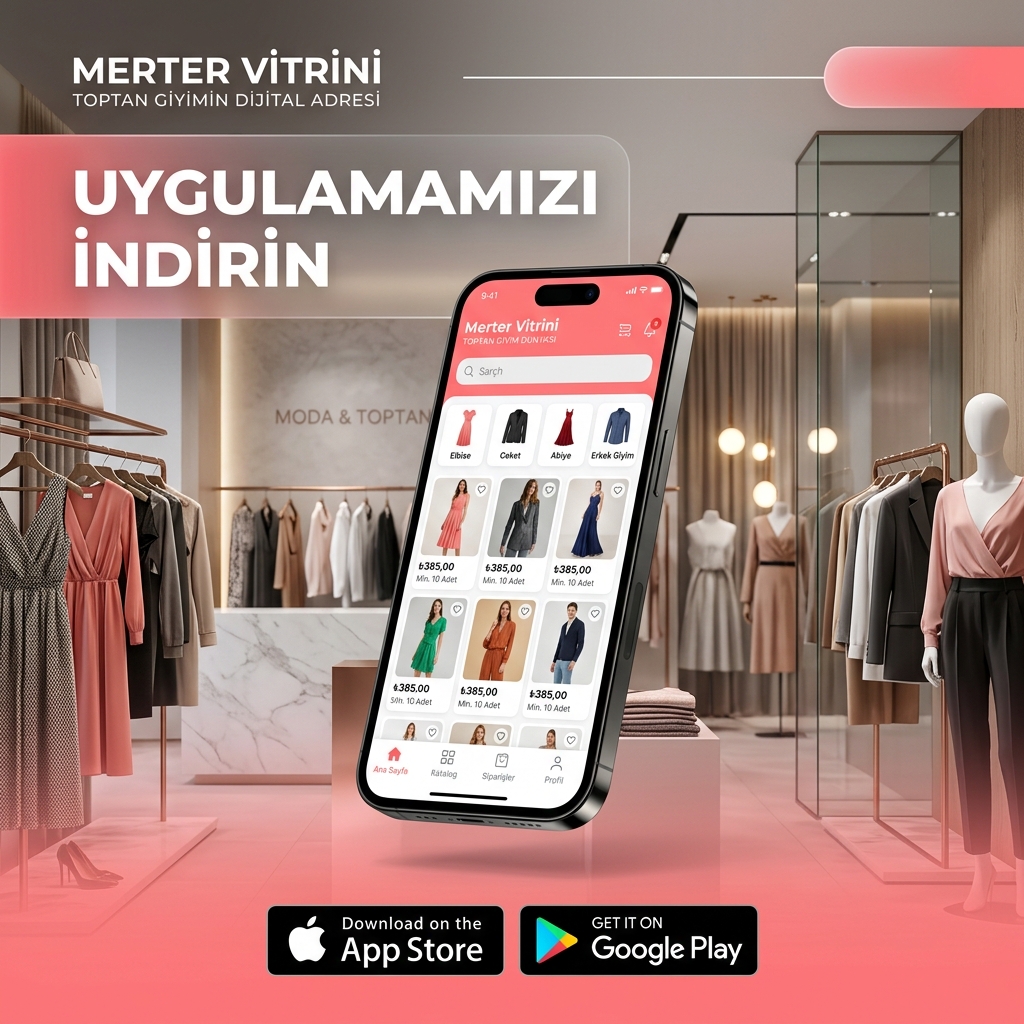 MERTER VİTRİNİ
TOPTAN GİYİMİN DİJİTAL ADRESİ
UYGULAMAMIZI
İNDİRİN
MODA & TOPTAN
9:41
Merter Vitrini
Sarçh
Elbise Ceket Abiye Erkek Giyim
₺385,00 ₺385,00 ₺385,00
Min. 10 Adet Min. 10 Adet Min. 10 Adet
₺385,00 ₺385,00 ₺385,00
10 Adet Min. 10 Adet Min. 10 Adet
Ana Sayfe Katalog Siparişler Profil
Download on the
App Store
GET IT ON
Google Play